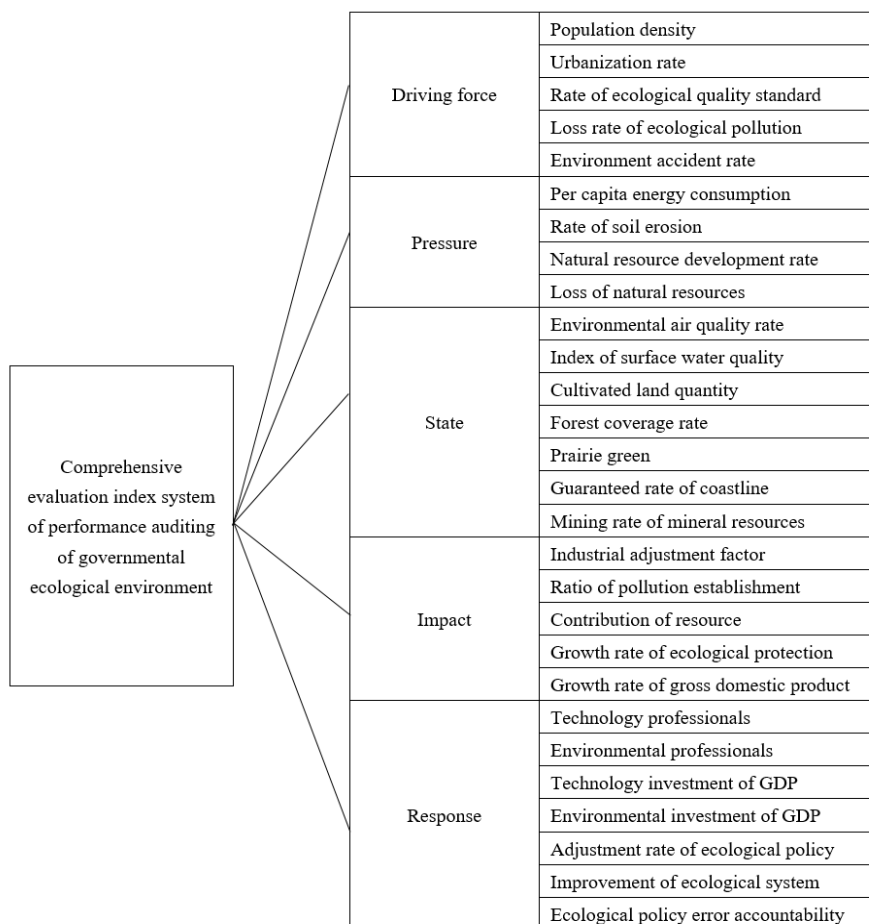 Comprehensive
evaluation index system
of performance auditing
of governmental
ecological environment
Driving force
Population density
Urbanization rate
Rate of ecological quality standard
Loss rate of ecological pollution
Environment accident rate
Pressure
Per capita energy consumption
Rate of soil erosion
Natural resource development rate
Loss of natural resources
State
Environmental air quality rate
Index of surface water quality
Cultivated land quantity
Forest coverage rate
Prairie green
Guaranteed rate of coastline
Mining rate of mineral resources
Impact
Industrial adjustment factor
Ratio of pollution establishment
Contribution of resource
Growth rate of ecological protection
Growth rate of gross domestic product
Response
Technology professionals
Environmental professionals
Technology investment of GDP
Environmental investment of GDP
Adjustment rate of ecological policy
Improvement of ecological system
Ecological policy error accountability